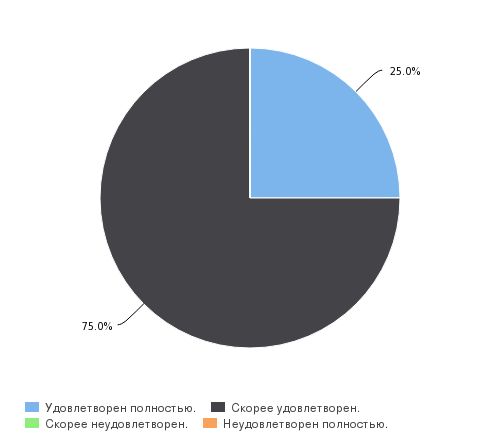 25.0%
75.0%
Удовлетворен полностью. Скорее удовлетворен.
Скорее неудовлетворен. Неудовлетворен полностью.